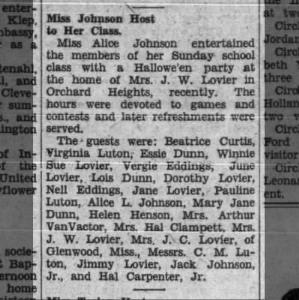 Miss Johnson Host
to Her Class.
Miss Alice Johnson entertained
the members of her Sunday school
class with a Hallowe'en party at
the home of Mrs. J. W. Lovier in
Orchard Heights, recently. The
hours were devoted to games and
contests and later refreshments were
served.
The guests were: Beatrice Curtis,
Virginia Luton, Essie Dunn, Winnie
Sue Lovier, Vergie Eddings, June
Luton, Lois Dunn, Dorothy Lovier,
Nell Eddings, Jane Lovier, Pauline
Luton, Alice L. Johnson, Mary Jane
Dunn, Helen Henson, Mrs. Arthur
VanVactor, Mrs. Hal Clampett, Mrs.
J. W. Lovier, Mrs. J. C. Lovier, of
Glenwood, Miss., Messrs. C. M. Lu-
ton, Jimmy Lovier, Jack Johnson,
Jr., and Hal Carpenter, Jr.